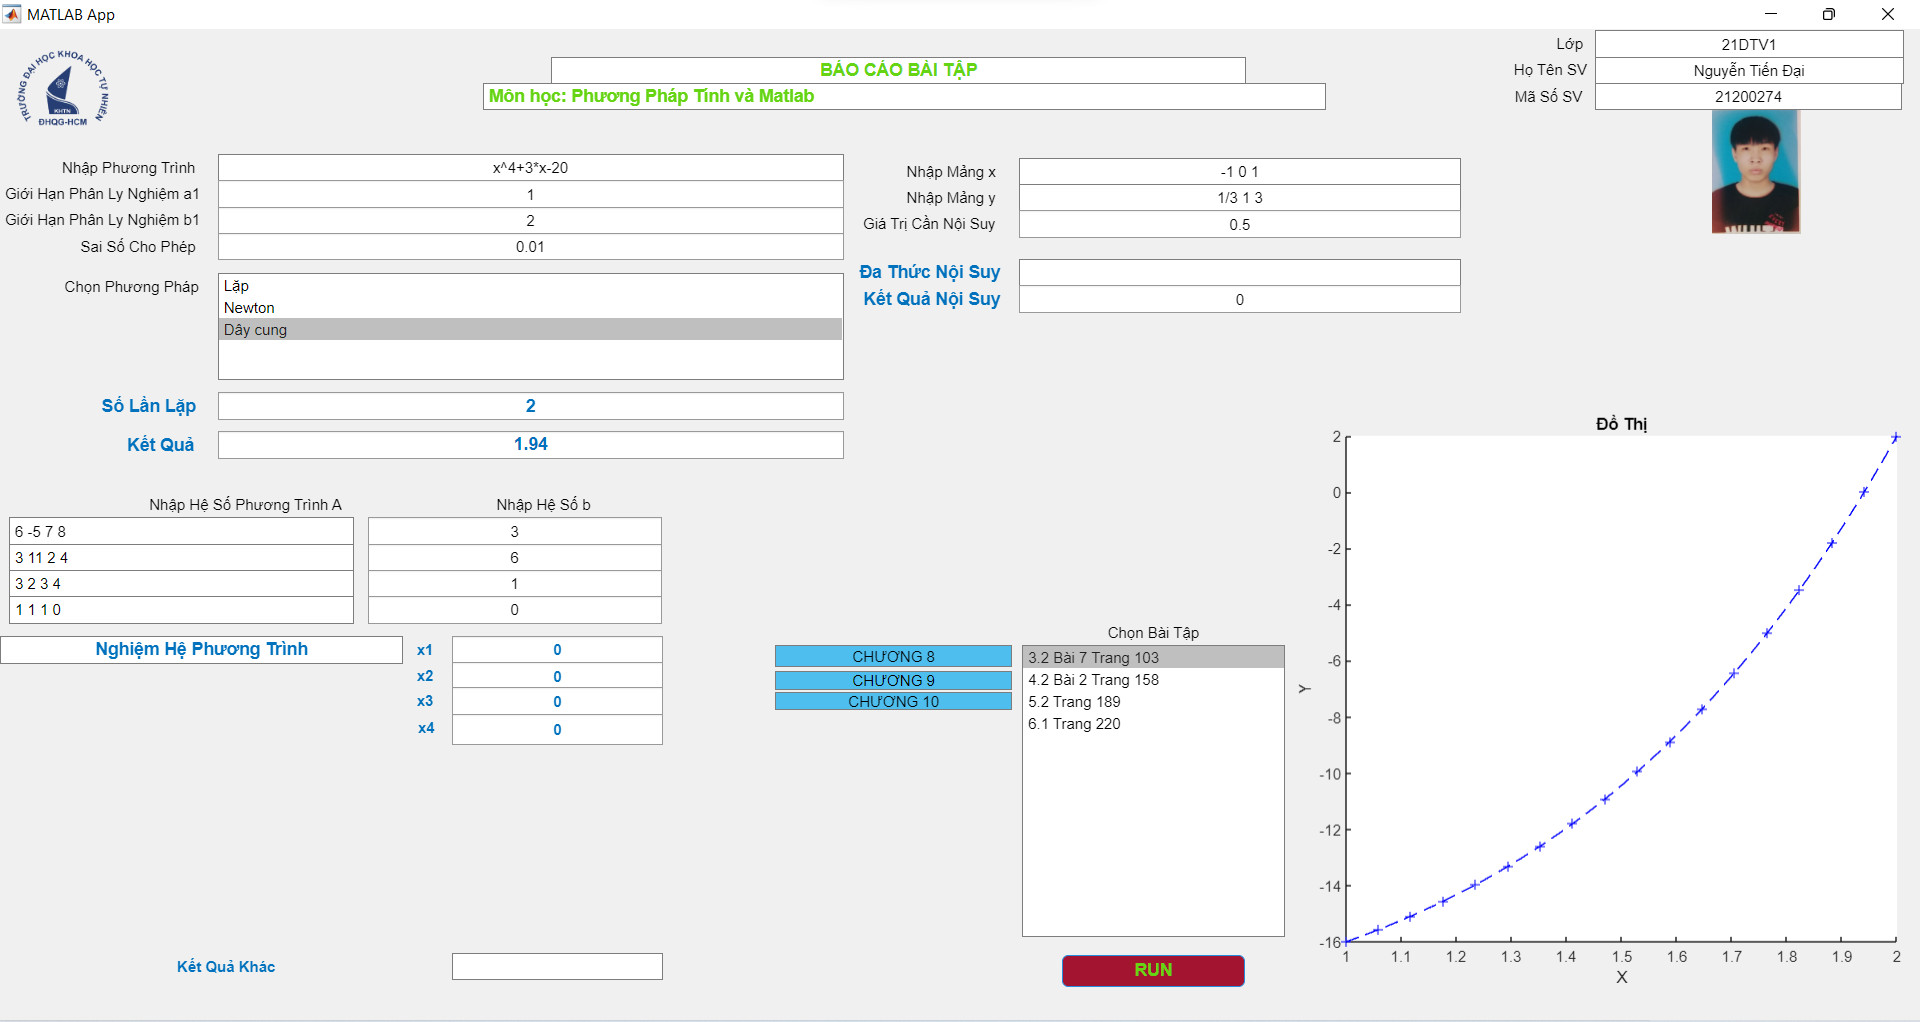 MATLAB App
TRƯỜNG ĐẠI HỌC KHOA HỌC TỰ NHIÊN
KHTN
ĐHQG-HCM
BÁO CÁO BÀI TẬP
Môn học: Phương Pháp Tính và Matlab
Lớp
21DTV1
Họ Tên SV
Nguyễn Tiến Đại
Mã Số SV
21200274
Nhập Phương Trình
x^4+3*x-20
Giới Hạn Phân Ly Nghiệm a1
1
Giới Hạn Phân Ly Nghiệm b1
2
Sai Số Cho Phép
0.01
Chọn Phương Pháp
Lặp
Newton
Dây cung
Số Lần Lặp
2
Kết Quả
1.94
Nhập Mảng x
-1 0 1
Nhập Mảng y
1/3 1 3
Giá Trị Cần Nội Suy
0.5
Đa Thức Nội Suy
Kết Quả Nội Suy
0
Nhập Hệ Số Phương Trình A
Nhập Hệ Số b
6 -5 7 8
3
3 11 2 4
6
3 2 3 4
1
1 1 1 0
0
Nghiệm Hệ Phương Trình
x1
0
x2
0
x3
0
x4
0
CHƯƠNG 8
CHƯƠNG 9
CHƯƠNG 10
Chọn Bài Tập
3.2 Bài 7 Trang 103
4.2 Bài 2 Trang 158
5.2 Trang 189
6.1 Trang 220
Kết Quả Khác
RUN
Đồ Thị
2
0
-2
-4
-6
-8
-10
-12
-14
-16
Y
1 1.1 1.2 1.3 1.4 1.5 1.6 1.7 1.8 1.9 2
X